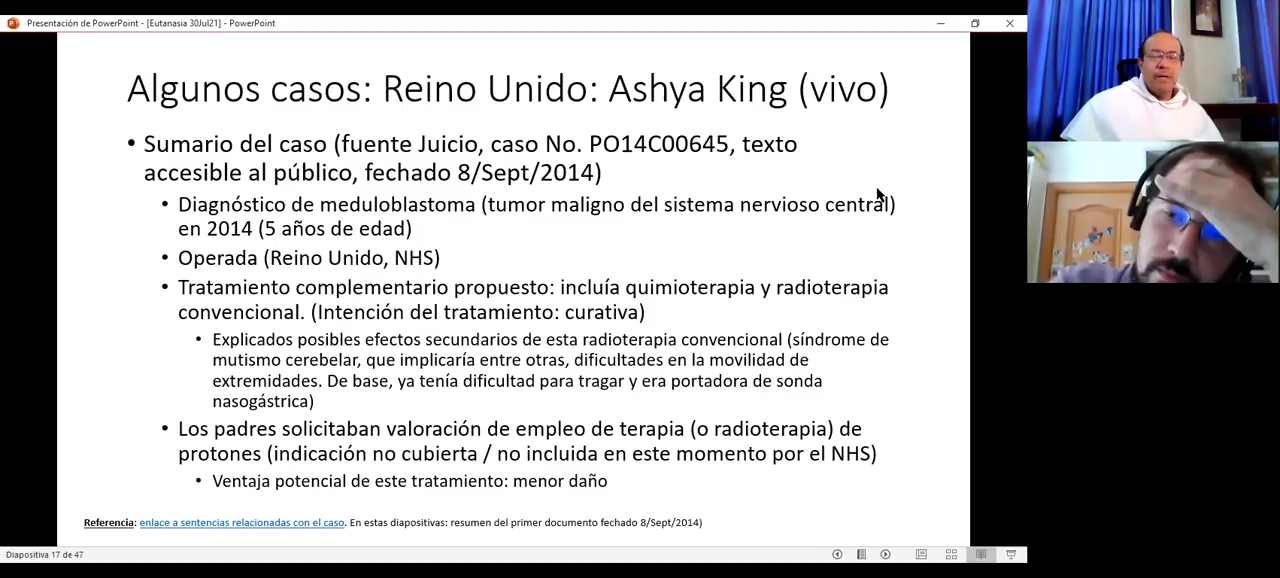 Presentación de PowerPoint - [Eutanasia 30Jul21] - PowerPoint
Algunos casos: Reino Unido: Ashya King (vivo)
• Sumario del caso (fuente Juicio, caso No. PO14C00645, texto
accesible al público, fechado 8/Sept/2014)
• Diagnóstico de meduloblastoma (tumor maligno del sistema nervioso central)
en 2014 (5 años de edad)
• Operada (Reino Unido, NHS)
• Tratamiento complementario propuesto: incluía quimioterapia y radioterapia
convencional. (Intención del tratamiento: curativa)
• Explicados posibles efectos secundarios de esta radioterapia convencional (síndrome de
mutismo cerebelar, que implicaría entre otras, dificultades en la movilidad de
extremidades. De base, ya tenía dificultad para tragar y era portadora de sonda
nasogástrica)
• Los padres solicitaban valoración de empleo de terapia (o radioterapia) de
protones (indicación no cubierta / no incluida en este momento por el NHS)
• Ventaja potencial de este tratamiento: menor daño
Referencia: enlace a sentencias relacionadas con el caso. En estas diapositivas: resumen del primer documento fechado 8/Sept/2014)
Diapositiva 17 de 47